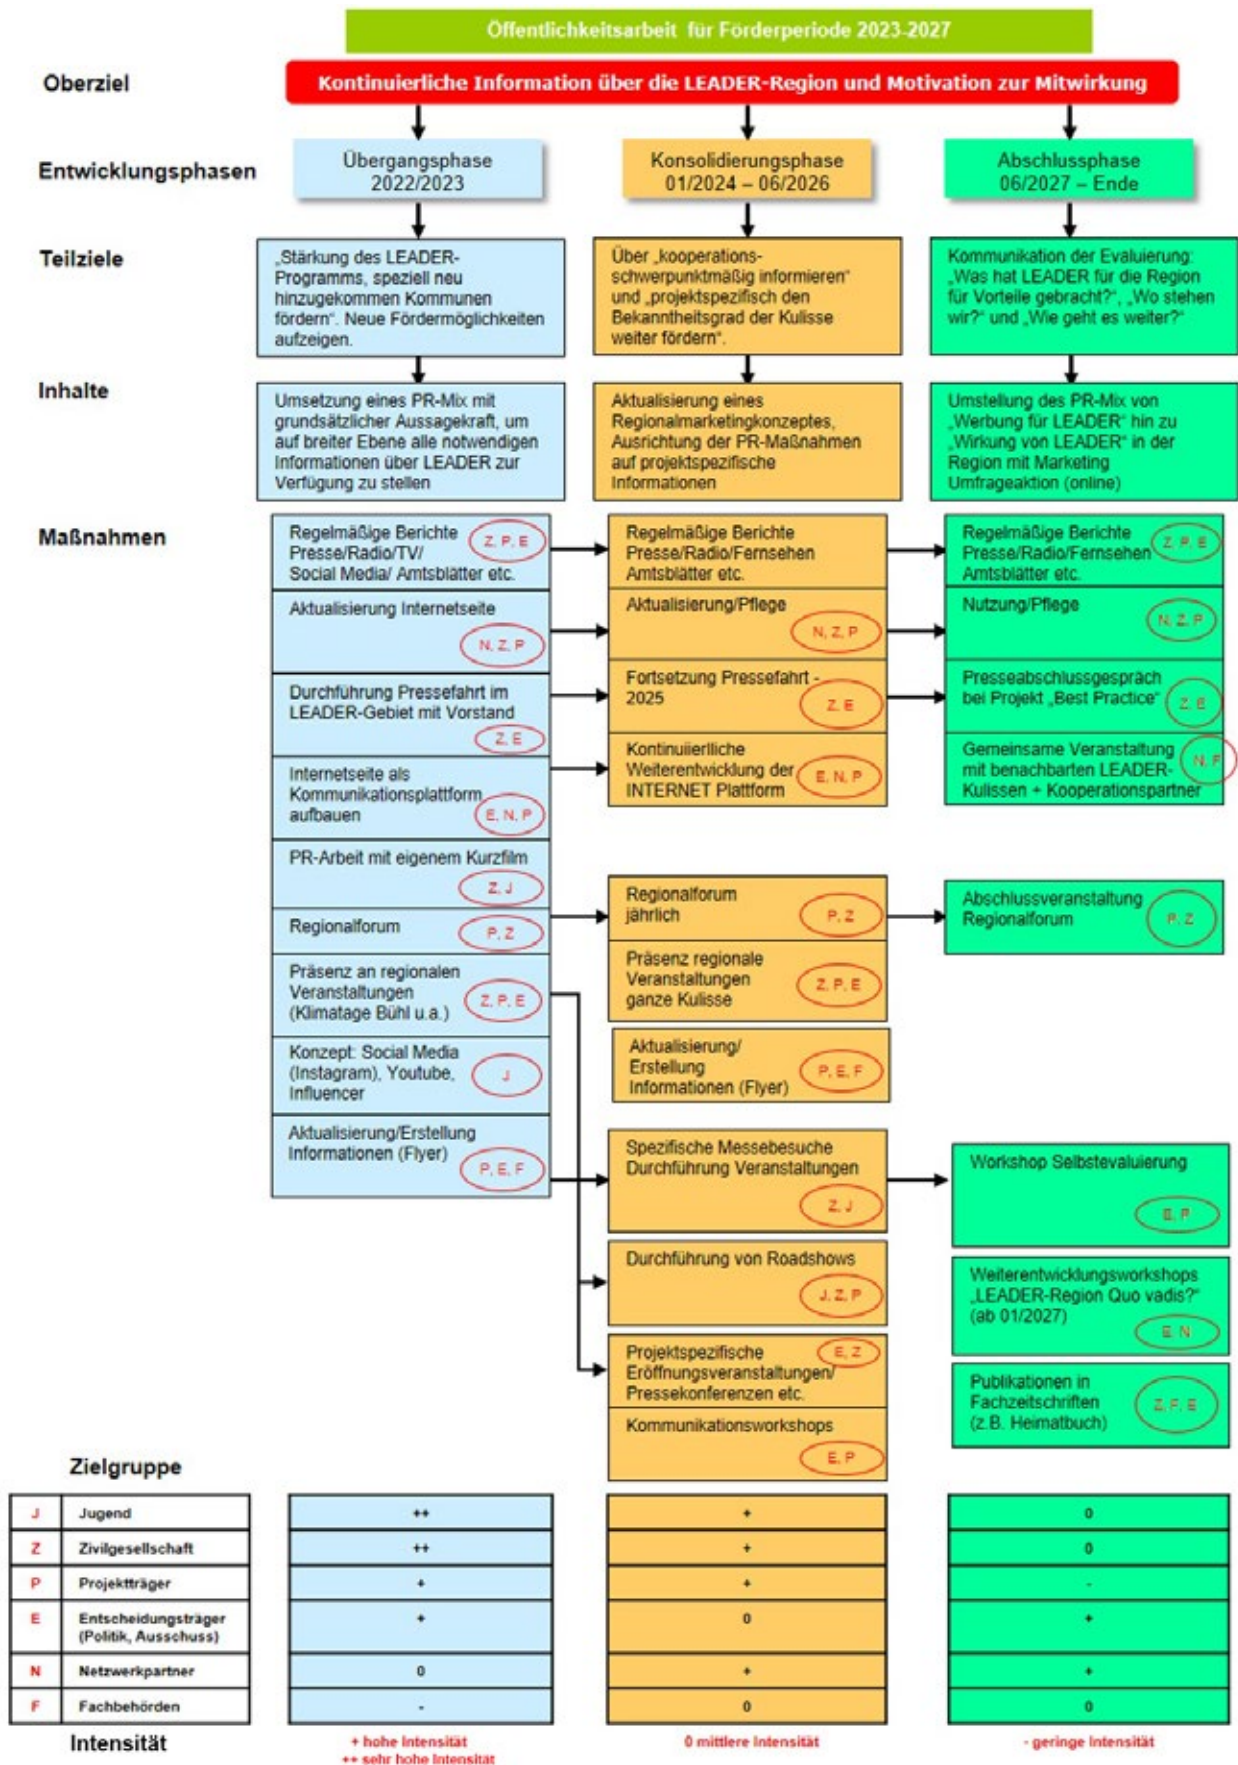 Öffentlichkeitsarbeit für Förderperiode 2023-2027
Oberziel
Kontinuierliche Information über die LEADER-Region und Motivation zur Mitwirkung
Entwicklungsphasen
Übergangsphase
2022/2023
Konsolidierungsphase
01/2024 – 06/2026
Abschlussphase
06/2027 – Ende
Teilziele
„Stärkung des LEADER-
Programms, speziell neu
hinzugekommen Kommunen
fördern“. Neue Fördermöglichkeiten
aufzeigen.
Über „kooperations-
schwerpunktmäßig informieren“
und „projektspezifisch den
Bekanntheitsgrad der Kulisse
weiter fördern“.
Kommunikation der Evaluierung:
„Was hat LEADER für die Region
für Vorteile gebracht?“, „Wo stehen
wir?“ und „Wie geht es weiter?“
Inhalte
Umsetzung eines PR-Mix mit
grundsätzlicher Aussagekraft, um
auf breiter Ebene alle notwendigen
Informationen über LEADER zur
Verfügung zu stellen
Aktualisierung eines
Regionalmarketingkonzeptes,
Ausrichtung der PR-Maßnahmen
auf projektspezifische
Informationen
Umstellung des PR-Mix von
„Werbung für LEADER“ hin zu
„Wirkung von LEADER“ in der
Region mit Marketing
Umfrageaktion (online)
Maßnahmen
Regelmäßige Berichte
Presse/Radio/TV/
Social Media/ Amtsblätter etc.
Z, P, E
Regelmäßige Berichte
Presse/Radio/Fernsehen
Amtsblätter etc.
Regelmäßige Berichte
Presse/Radio/Fernsehen
Amtsblätter etc.
Z, P, E
Aktualisierung Internetseite
N, Z, P
Aktualisierung/Pflege
N, Z, P
Nutzung/Pflege
N, Z, P
Durchführung Pressefahrt im
LEADER-Gebiet mit Vorstand
Z, E
Fortsetzung Pressefahrt -
2025
Z, E
Presseabschlussgespräch
bei Projekt „Best Practice“
Z, E
Internetseite als
Kommunikationsplattform
aufbauen
E, N, P
Kontinuierlliche
Weiterentwicklung der
INTERNET Plattform
E, N, P
Gemeinsame Veranstaltung
mit benachbarten LEADER-
Kulissen + Kooperationspartner
N, F
PR-Arbeit mit eigenem Kurzfilm
Z, J
Regionalforum
P, Z
Regionalforum
jährlich
P, Z
Abschlussveranstaltung
Regionalforum
P, Z
Präsenz an regionalen
Veranstaltungen
(Klimatage Bühl u.a.)
Z, P, E
Präsenz regionale
Veranstaltungen
ganze Kulisse
Z, P, E
Konzept: Social Media
(Instagram), Youtube,
Influencer
J
Aktualisierung/
Erstellung
Informationen (Flyer)
P, E, F
Aktualisierung/Erstellung
Informationen (Flyer)
P, E, F
Spezifische Messebesuche
Durchführung Veranstaltungen
Z, J
Workshop Selbstevaluierung
E, P
Durchführung von Roadshows
J, Z, P
Weiterentwicklungsworkshops
„LEADER-Region Quo vadis?“
(ab 01/2027)
E, N
Projektspezifische
Eröffnungsveranstaltungen/
Pressekonferenzen etc.
E, Z
Publikationen in
Fachzeitschriften
(z.B. Heimatbuch)
Z, F, E
Kommunikationsworkshops
E, P
Zielgruppe
J Jugend ++ + 0
Z Zivilgesellschaft ++ + 0
P Projektträger + + -
E Entscheidungsträger + 0 +
(Politik, Ausschuss)
N Netzwerkpartner 0 + +
F Fachbehörden - 0 0
Intensität
+ hohe Intensität
++ sehr hohe Intensität
0 mittlere Intensität
- geringe Intensität